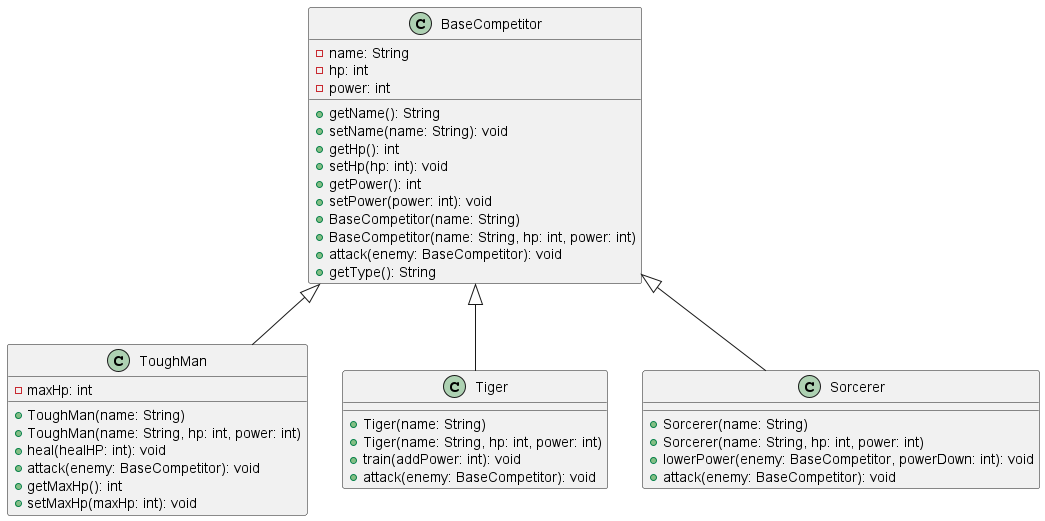 C BaseCompetitor
name: String
hp: int
power: int
getName(): String
setName(name: String): void
getHp(): int
setHp(hp: int): void
getPower(): int
setPower(power: int): void
BaseCompetitor(name: String)
BaseCompetitor(name: String, hp: int, power: int)
attack(enemy: BaseCompetitor): void
getType(): String
C ToughMan
maxHp: int
ToughMan(name: String)
ToughMan(name: String, hp: int, power: int)
heal(healHP: int): void
attack(enemy: BaseCompetitor): void
getMaxHp(): int
setMaxHp(maxHp: int): void
C Tiger
Tiger(name: String)
Tiger(name: String, hp: int, power: int)
train(addPower: int): void
attack(enemy: BaseCompetitor): void
C Sorcerer
Sorcerer(name: String)
Sorcerer(name: String, hp: int, power: int)
lowerPower(enemy: BaseCompetitor, powerDown: int): void
attack(enemy: BaseCompetitor): void